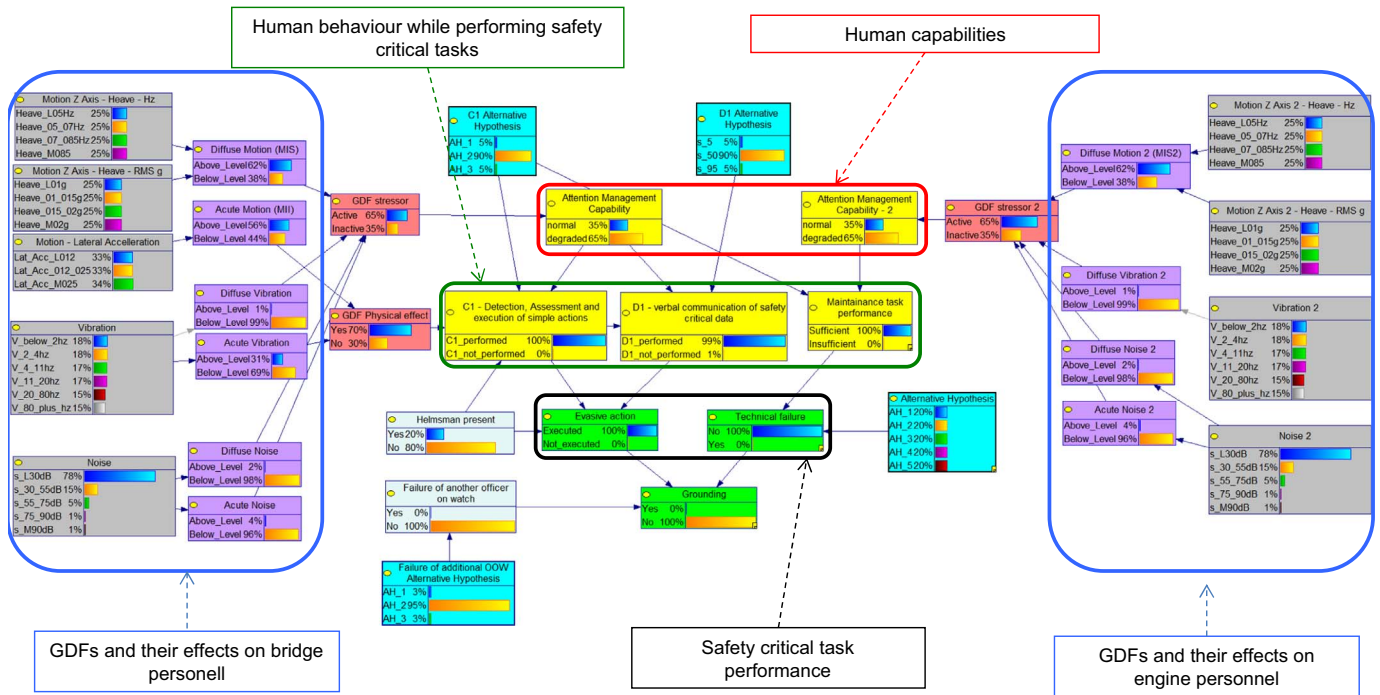 Human behaviour while performing safety
critical tasks
Human capabilities
Motion Z Axis - Heave - Hz
Heave_L05Hz 25%
Heave_05_07Hz 25%
Heave_07_085Hz 25%
Heave_M085 25%
Motion Z Axis - Heave - RMS g
Heave_L01g 25%
Heave_01_015g 25%
Heave_015_02g 25%
Heave_M02g 25%
Motion - Lateral Accelleration
Lat_Acc_L012 33%
Lat_Acc_012_025 33%
Lat_Acc_M025 34%
Vibration
V_below_2hz 18%
V_2_4hz 18%
V_4_11hz 17%
V_11_20hz 17%
V_20_80hz 15%
V_80_plus_hz 15%
Noise
s_L30dB 78%
s_30_55dB 15%
s_55_75dB 5%
s_75_90dB 1%
s_M90dB 1%
Diffuse Motion (MIS)
Above_Level 62%
Below_Level 38%
Acute Motion (MII)
Above_Level 56%
Below_Level 44%
Diffuse Vibration
Above_Level 1%
Below_Level 99%
Acute Vibration
Above_Level 31%
Below_Level 69%
Diffuse Noise
Above_Level 2%
Below_Level 98%
Acute Noise
Above_Level 4%
Below_Level 96%
GDF stressor
Active 65%
Inactive 35%
GDF Physical effect
Yes 70%
No 30%
C1 Alternative
Hypothesis
AH_1 5%
AH_2 90%
AH_3 5%
D1 Alternative
Hypothesis
s_5 5%
s_50 90%
s_95 5%
Attention Management
Capability
normal 35%
degraded 65%
Attention Management
Capability - 2
normal 35%
degraded 65%
C1 - Detection, Assessment and
execution of simple actions
C1_performed 100%
C1_not_performed 0%
D1 - verbal communication of safety
critical data
D1_performed 99%
D1_not_performed 1%
Maintainance task
performance
Sufficient 100%
Insufficient 0%
Helmsman present
Yes 20%
No 80%
Evasive action
Executed 100%
Not_executed 0%
Technical failure
No 100%
Yes 0%
Alternative Hypothesis
AH_1 20%
AH_2 20%
AH_3 20%
AH_4 20%
AH_5 20%
Failure of another officer
on watch
Yes 0%
No 100%
Grounding
Yes 0%
No 100%
Failure of additional OOW
Alternative Hypothesis
AH_1 3%
AH_2 95%
AH_3 3%
GDF stressor 2
Active 65%
Inactive 35%
Diffuse Motion 2 (MIS2)
Above_Level 62%
Below_Level 38%
Diffuse Vibration 2
Above_Level 1%
Below_Level 99%
Diffuse Noise 2
Above_Level 2%
Below_Level 98%
Acute Noise 2
Above_Level 4%
Below_Level 96%
Motion Z Axis 2 - Heave - Hz
Heave_L05Hz 25%
Heave_05_07Hz 25%
Heave_07_085Hz 25%
Heave_M085 25%
Motion Z Axis 2 - Heave - RMS g
Heave_L01g 25%
Heave_01_015g 25%
Heave_015_02g 25%
Heave_M02g 25%
Vibration 2
V_below_2hz 18%
V_2_4hz 18%
V_4_11hz 17%
V_11_20hz 17%
V_20_80hz 15%
V_80_plus_hz 15%
Noise 2
s_L30dB 78%
s_30_55dB 15%
s_55_75dB 5%
s_75_90dB 1%
s_M90dB 1%
GDFs and their effects on bridge
personell
Safety critical task
performance
GDFs and their effects on
engine personnel